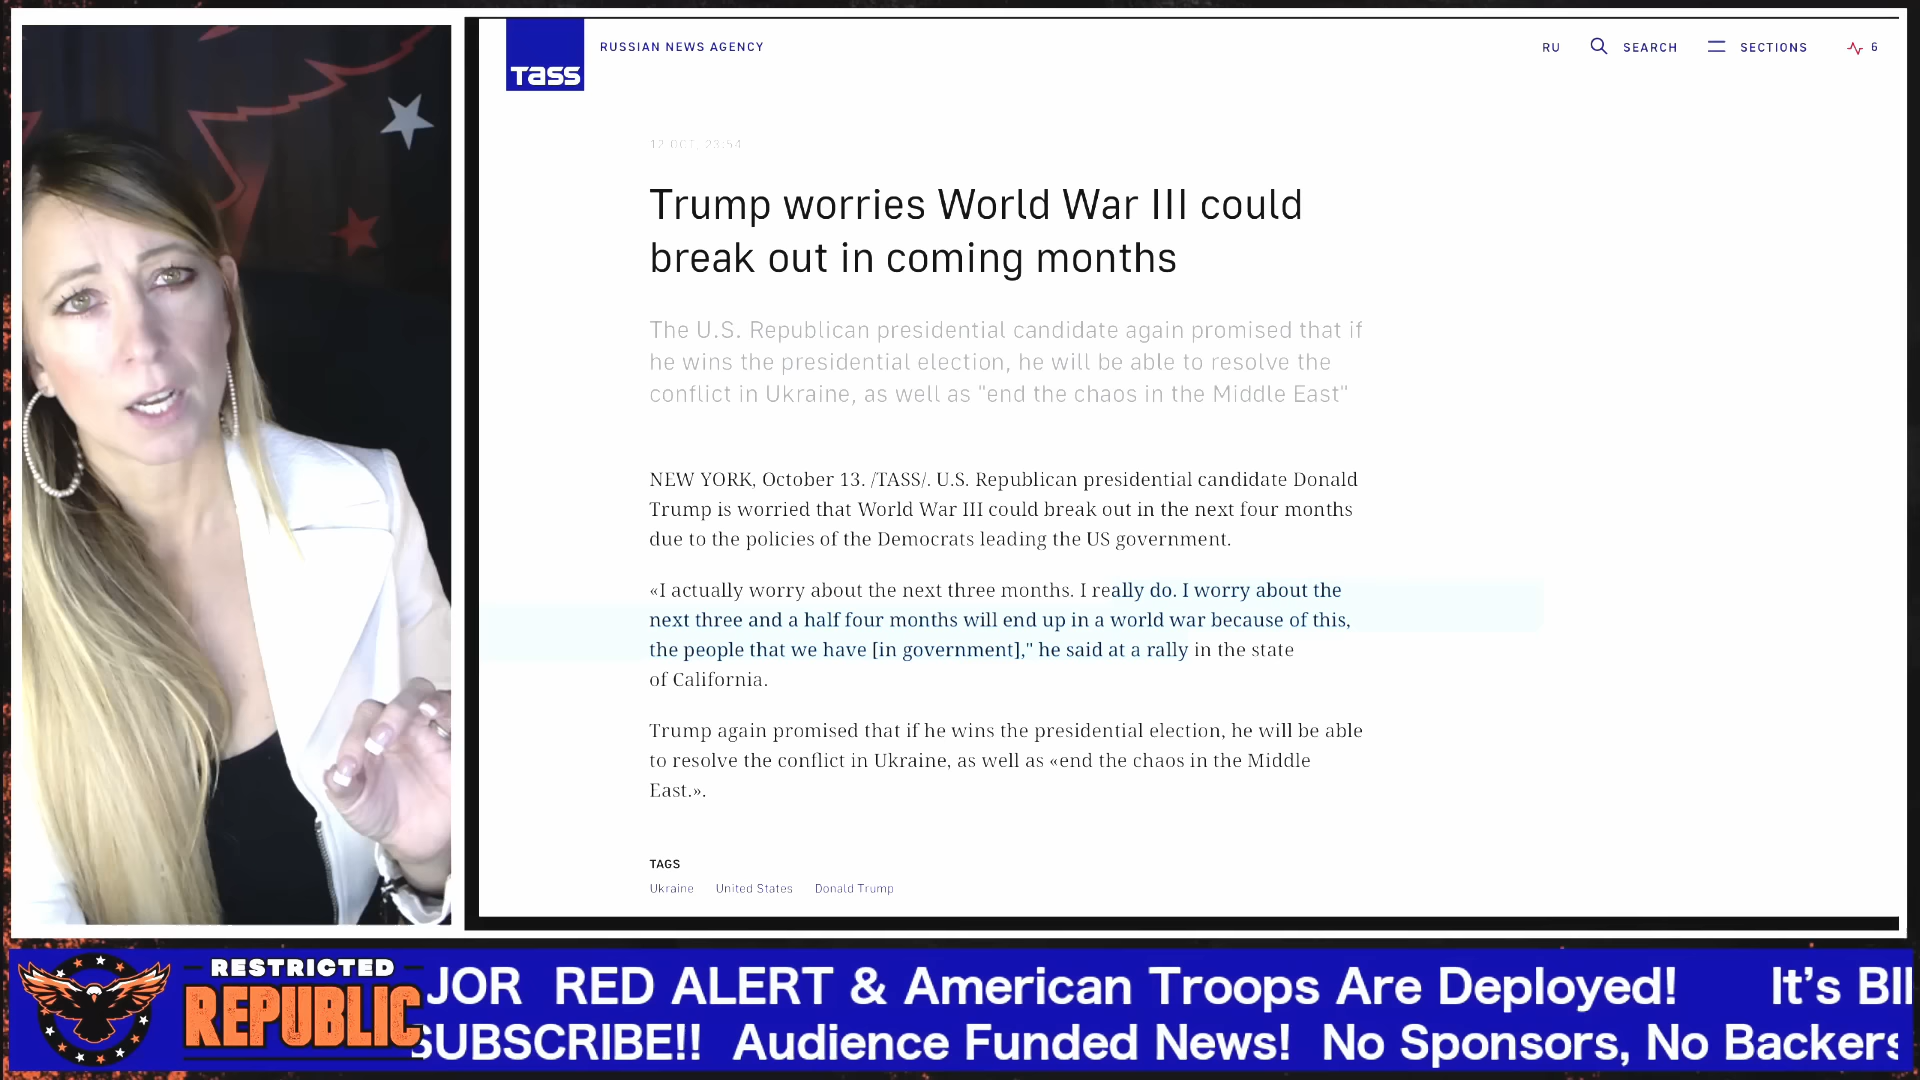 Tass
RUSSIAN NEWS AGENCY
RU SEARCH SECTIONS 6
12 OCT, 23:54
Trump worries World War III could
break out in coming months
The U.S. Republican presidential candidate again promised that if
he wins the presidential election, he will be able to resolve the
conflict in Ukraine, as well as "end the chaos in the Middle East"
NEW YORK, October 13. /TASS/. U.S. Republican presidential candidate Donald
Trump is worried that World War III could break out in the next four months
due to the policies of the Democrats leading the US government.
«I actually worry about the next three months. I really do. I worry about the
next three and a half four months will end up in a world war because of this,
the people that we have [in government]," he said at a rally in the state
of California.
Trump again promised that if he wins the presidential election, he will be able
to resolve the conflict in Ukraine, as well as «end the chaos in the Middle
East.».
TAGS
Ukraine United States Donald Trump
RESTRICTED
REPUBLIC
JOR RED ALERT & American Troops Are Deployed! It's Bl
SUBSCRIBE!! Audience Funded News! No Sponsors, No Backers